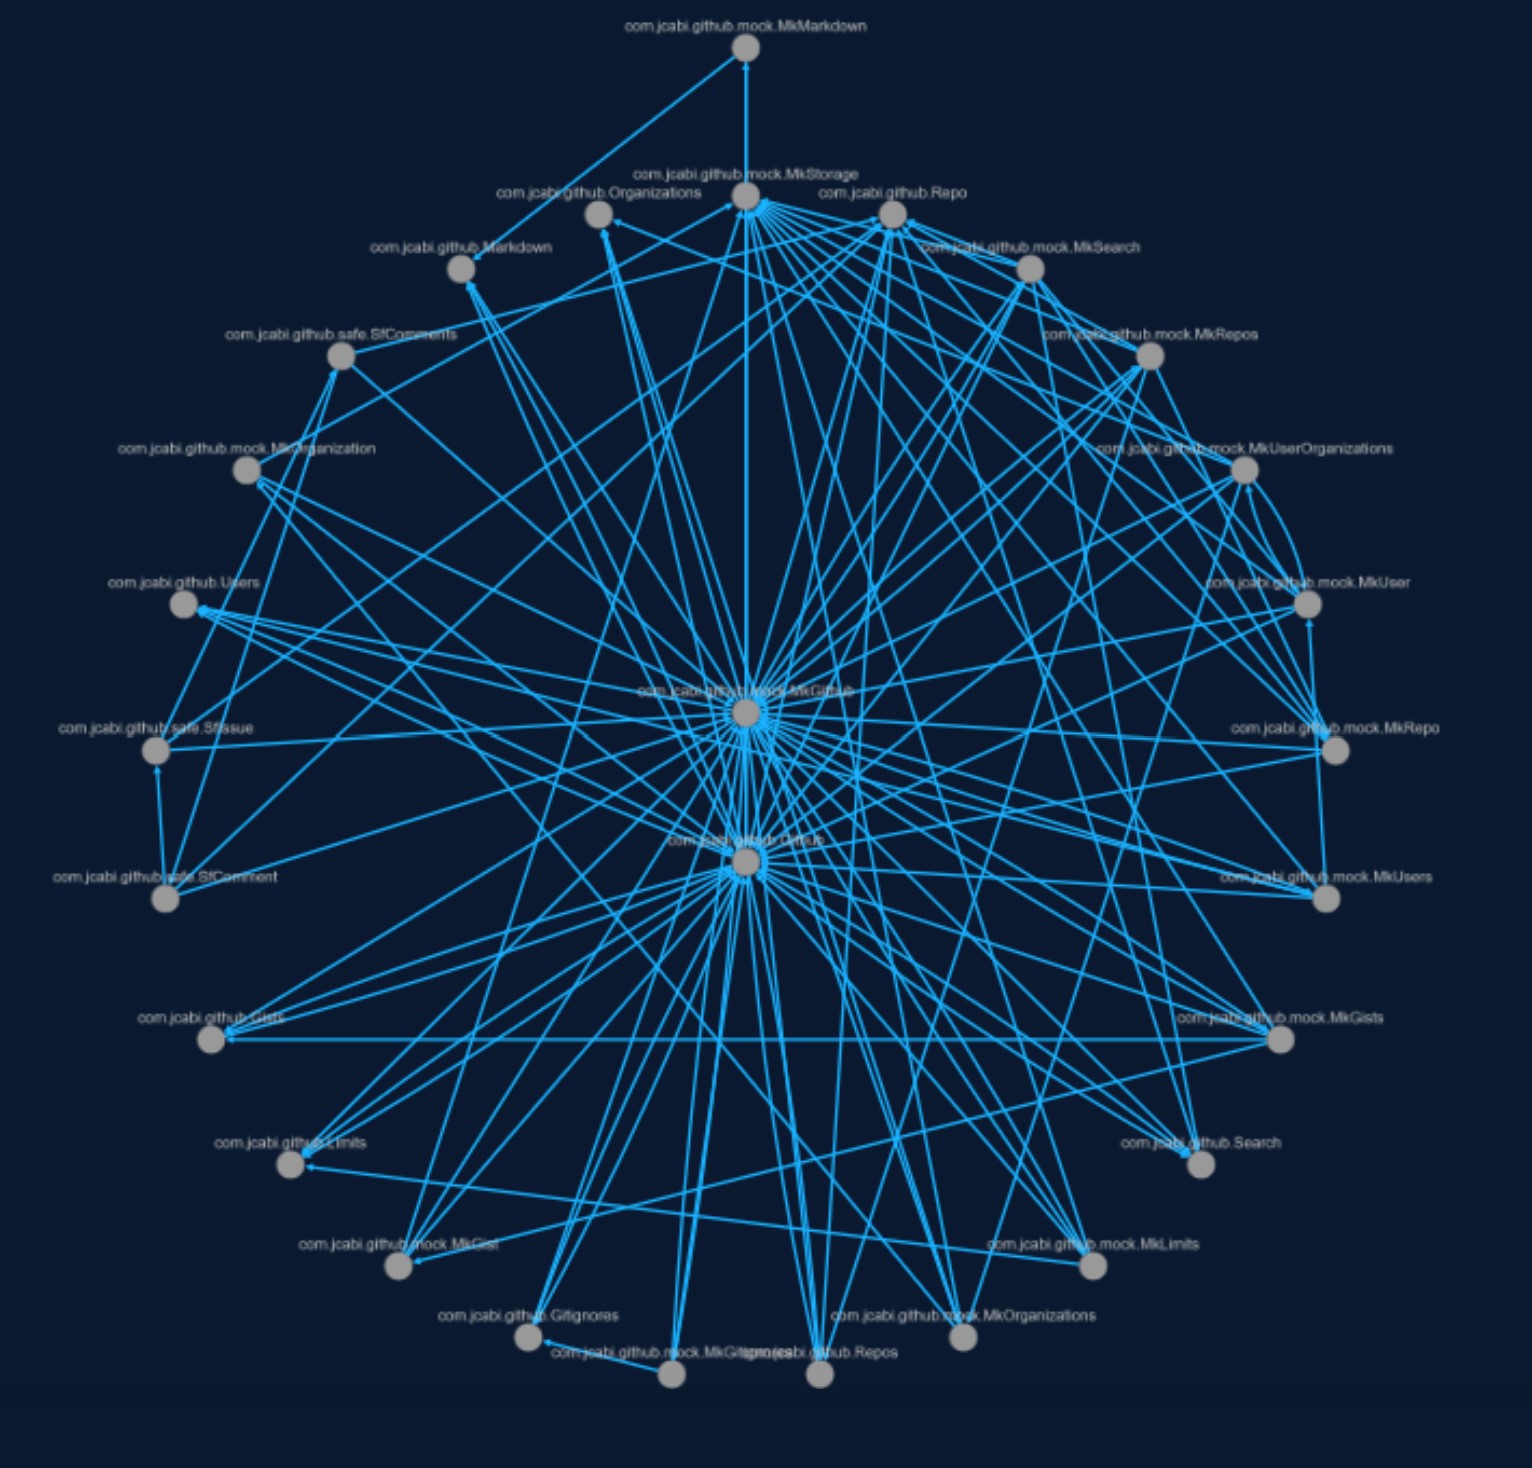 com.jcabi.github.mock.MkMarkdown
com.jcabi.github.mock.MkStorage
com.jcabi.github.Organizations
com.jcabi.github.Repo
com.jcabi.github.Markdown
com.jcabi.github.mock.MkSearch
com.jcabi.github.safe.SfComments
com.jcabi.github.mock.MkRepos
com.jcabi.github.mock.MkOrganization
com.jcabi.github.mock.MkUserOrganizations
com.jcabi.github.Users
com.jcabi.github.mock.MkUser
com.jcabi.github.mock.MkGithub
com.jcabi.github.safe.SfIssue
com.jcabi.github.mock.MkRepo
com.jcabi.github.Github
com.jcabi.github.safe.SfComment
com.jcabi.github.mock.MkUsers
com.jcabi.github.Gists
com.jcabi.github.mock.MkGists
com.jcabi.github.Limits
com.jcabi.github.Search
com.jcabi.github.mock.MkGist
com.jcabi.github.mock.MkLimits
com.jcabi.github.Gitignores
com.jcabi.github.mock.MkOrganizations
com.jcabi.github.mock.MkGitignores
com.jcabi.github.Repos